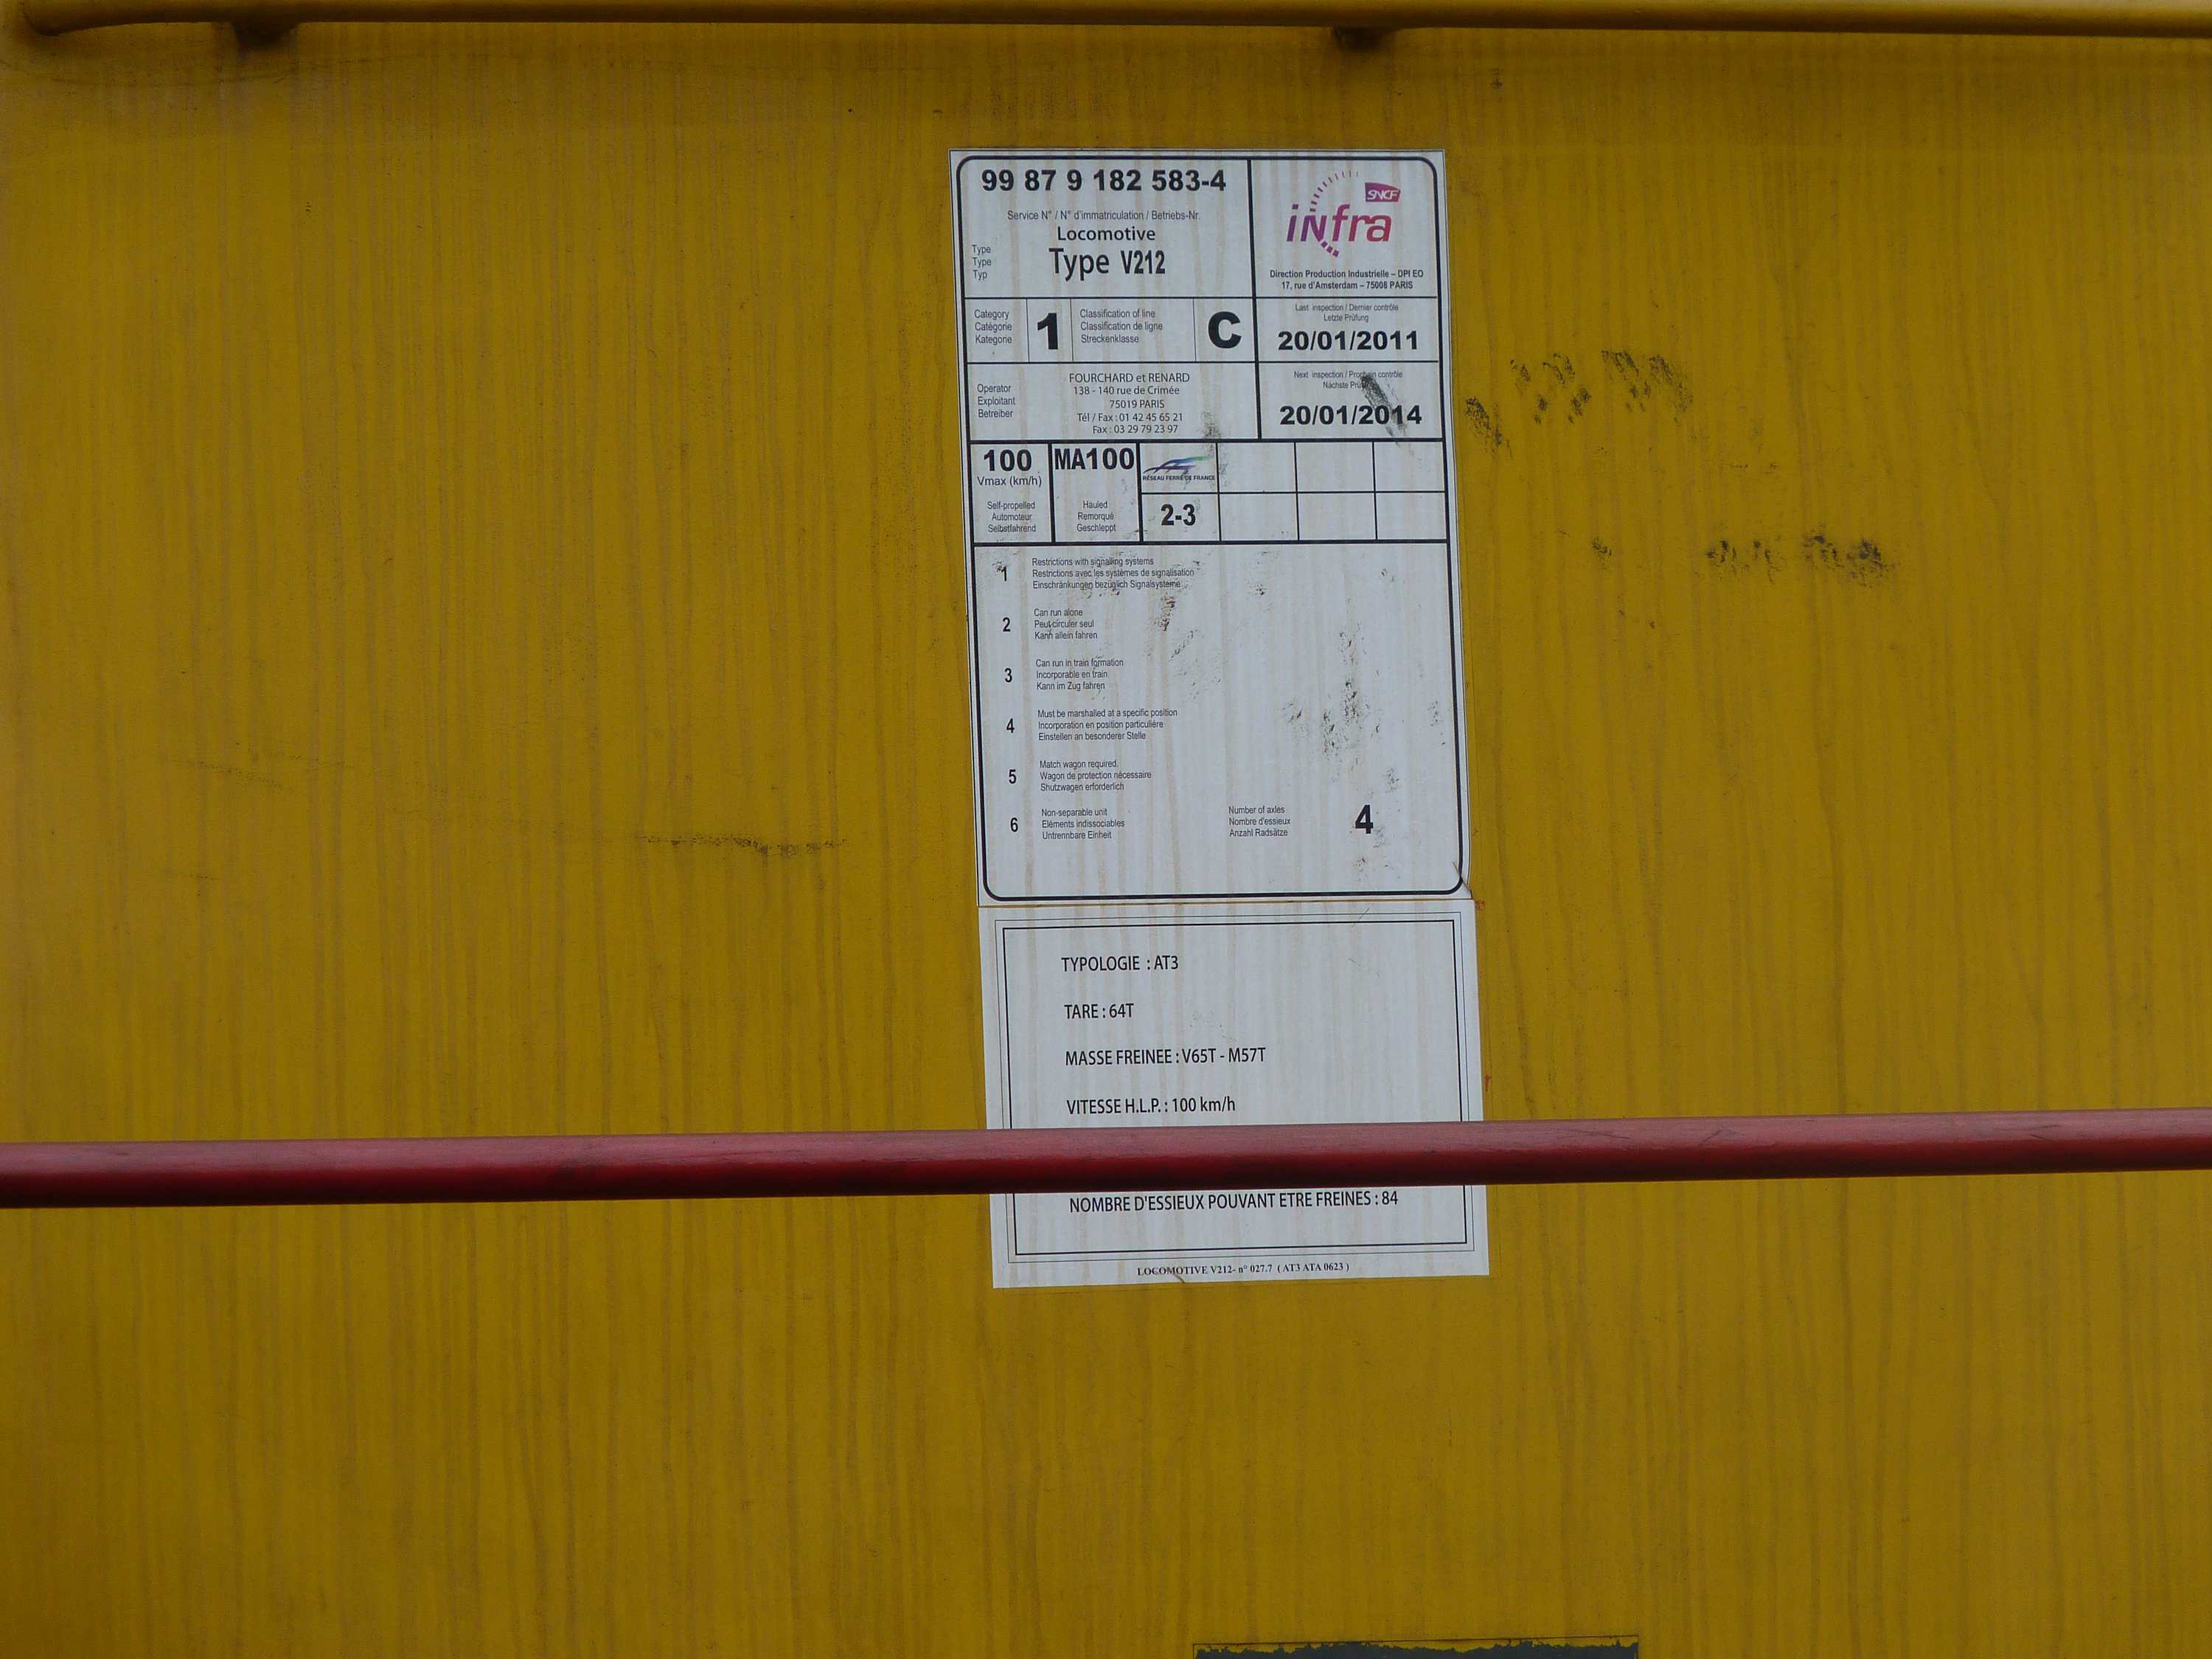 99 87 9 182 583-4
Service N° / N° d'immatriculation / Betriebs-Nr.
Locomotive
Type
Type
Typ
Type V212
SNCF
infra
Direction Production Industrielle – DPI EO
17, rue d'Amsterdam – 75008 PARIS
Category
Catégorie
Kategorie
1
Classification of line
Classification de ligne
Streckenklasse
C
Last inspection / Dernier contrôle
Letzte Prüfung
20/01/2011
Operator
Exploitant
Betreiber
FOURCHARD et RENARD
138 - 140 rue de Crimée
75019 PARIS
Tél / Fax : 01 42 45 65 21
Fax : 03 29 79 23 97
Next inspection / Prochain contrôle
Nächste
20/01/2014
100
Vmax (km/h)
Self-propelled
Automoteur
Selbstfahrend
MA100
Hauled
Remorqué
Geschleppt
RÉSEAU FERRÉ DE FRANCE
2-3
1
Restrictions with signalling systems
Restrictions avec les systèmes de signalisation
Einschränkungen bezüglich Signalsysteme
2
Can run alone
Peut circuler seul
Kann allein fahren
3
Can run in train formation
Incorporable en train
Kann im Zug fahren
4
Must be marshalled at a specific position
Incorporation en position particulière
Einstellen an besonderer Stelle
5
Match wagon required
Wagon de protection nécessaire
Shutzwagen erforderlich
6
Non-separable unit
Eléments indissociables
Untrennbare Einheit
Number of axles
Nombre d'essieux
Anzahl Radsätze
4
TYPOLOGIE : AT3
TARE : 64T
MASSE FREINEE : V65T - M57T
VITESSE H.L.P. : 100 km/h
NOMBRE D'ESSIEUX POUVANT ETRE FREINES : 84
LOCOMOTIVE V212- n° 027.7 ( AT3 ATA 0623 )